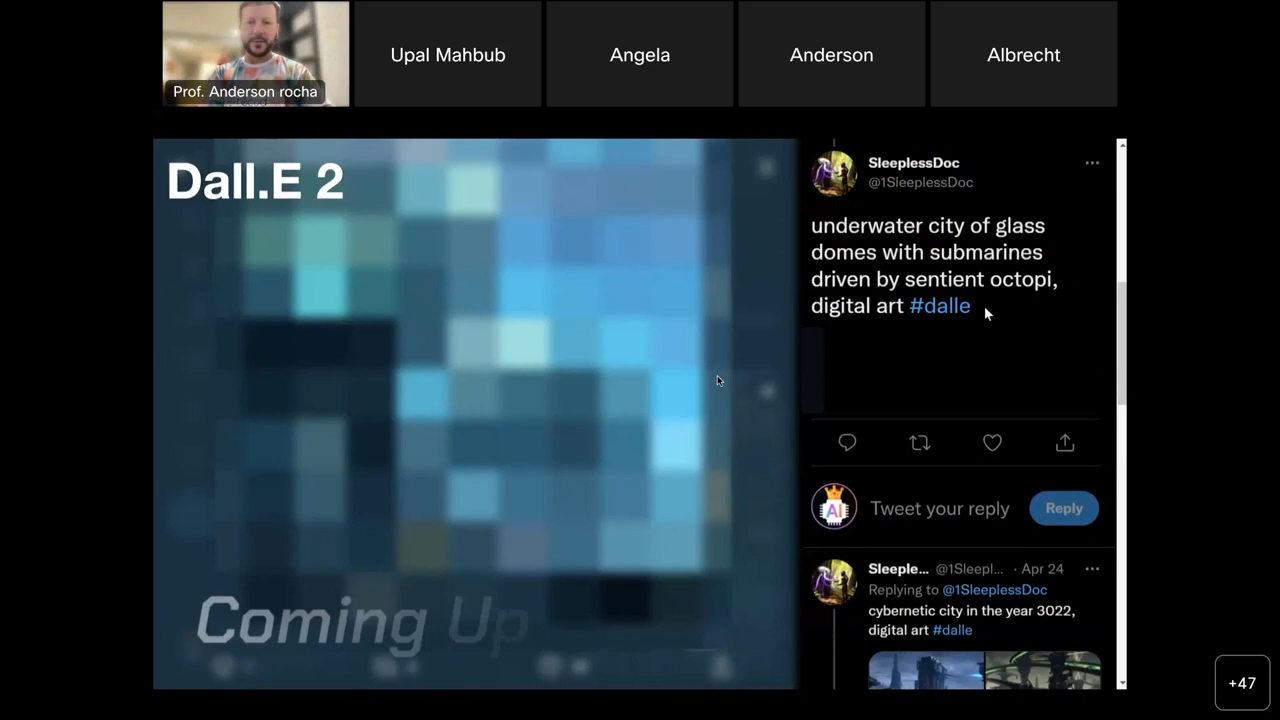 Prof. Anderson rocha
Upal Mahbub
Angela
Anderson
Albrecht
Dall.E 2
Coming Up
SleeplessDoc
@1SleeplessDoc
underwater city of glass
domes with submarines
driven by sentient octopi,
digital art #dalle
AI
Tweet your reply
Reply
Sleeple... @1Sleepl... · Apr 24
Replying to @1SleeplessDoc
cybernetic city in the year 3022,
digital art #dalle
+47